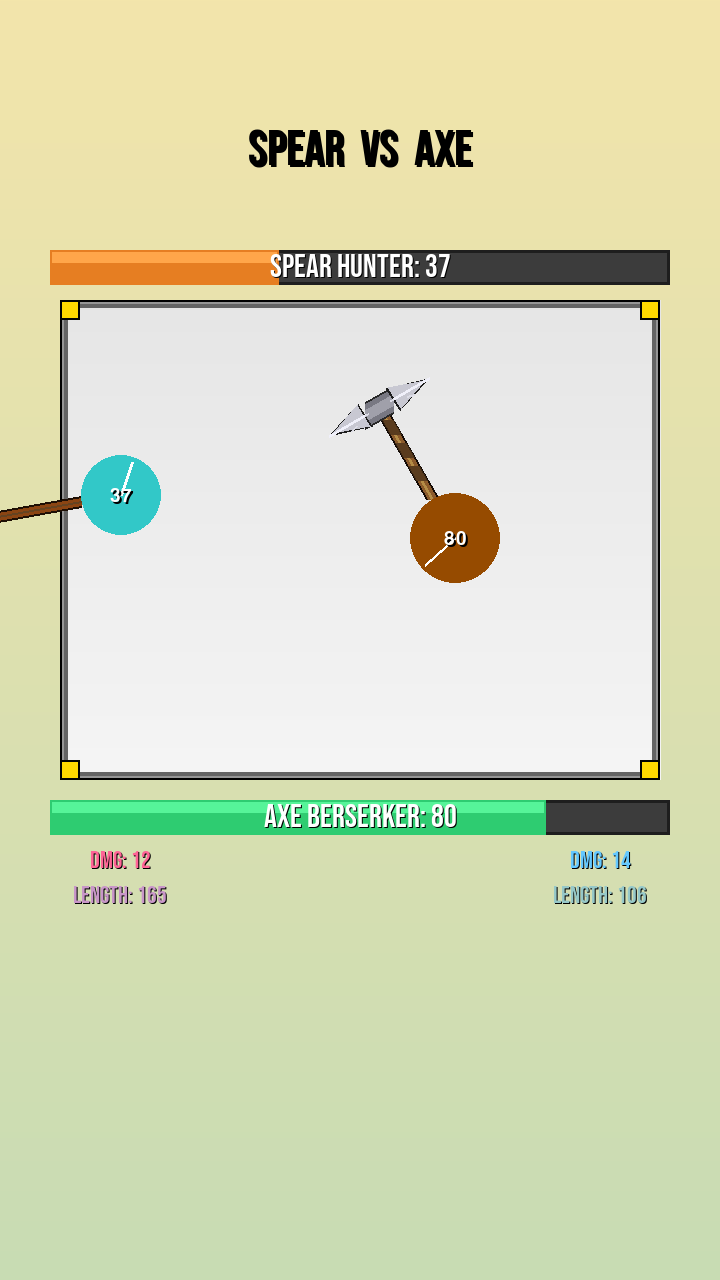 SPEAR VS AXE
SPEAR HUNTER: 37
37
80
AXE BERSERKER: 80
DMG: 12
DMG: 14
LENGTH: 165
LENGTH: 106